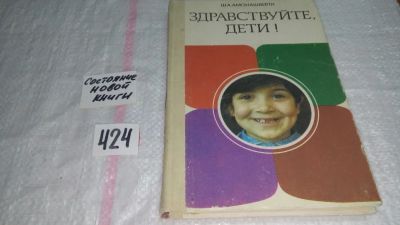 Состояние
новой
книги
424
Ш.А.АМОНАШВИЛИ
ЗДРАВСТВУЙТЕ,
ДЕТИ!